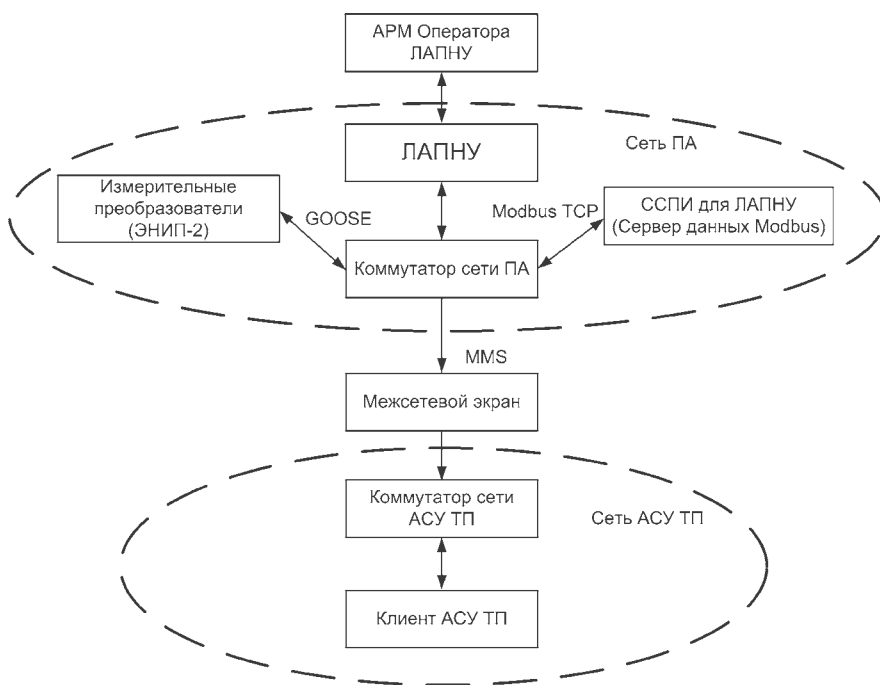 АРМ Оператора
ЛАПНУ
Сеть ПА
ЛАПНУ
Измерительные
преобразователи
(ЭНИП-2)
GOOSE
Modbus TCP
ССПИ для ЛАПНУ
(Сервер данных Modbus)
Коммутатор сети ПА
MMS
Межсетевой экран
Коммутатор сети
АСУ ТП
Сеть АСУ ТП
Клиент АСУ ТП